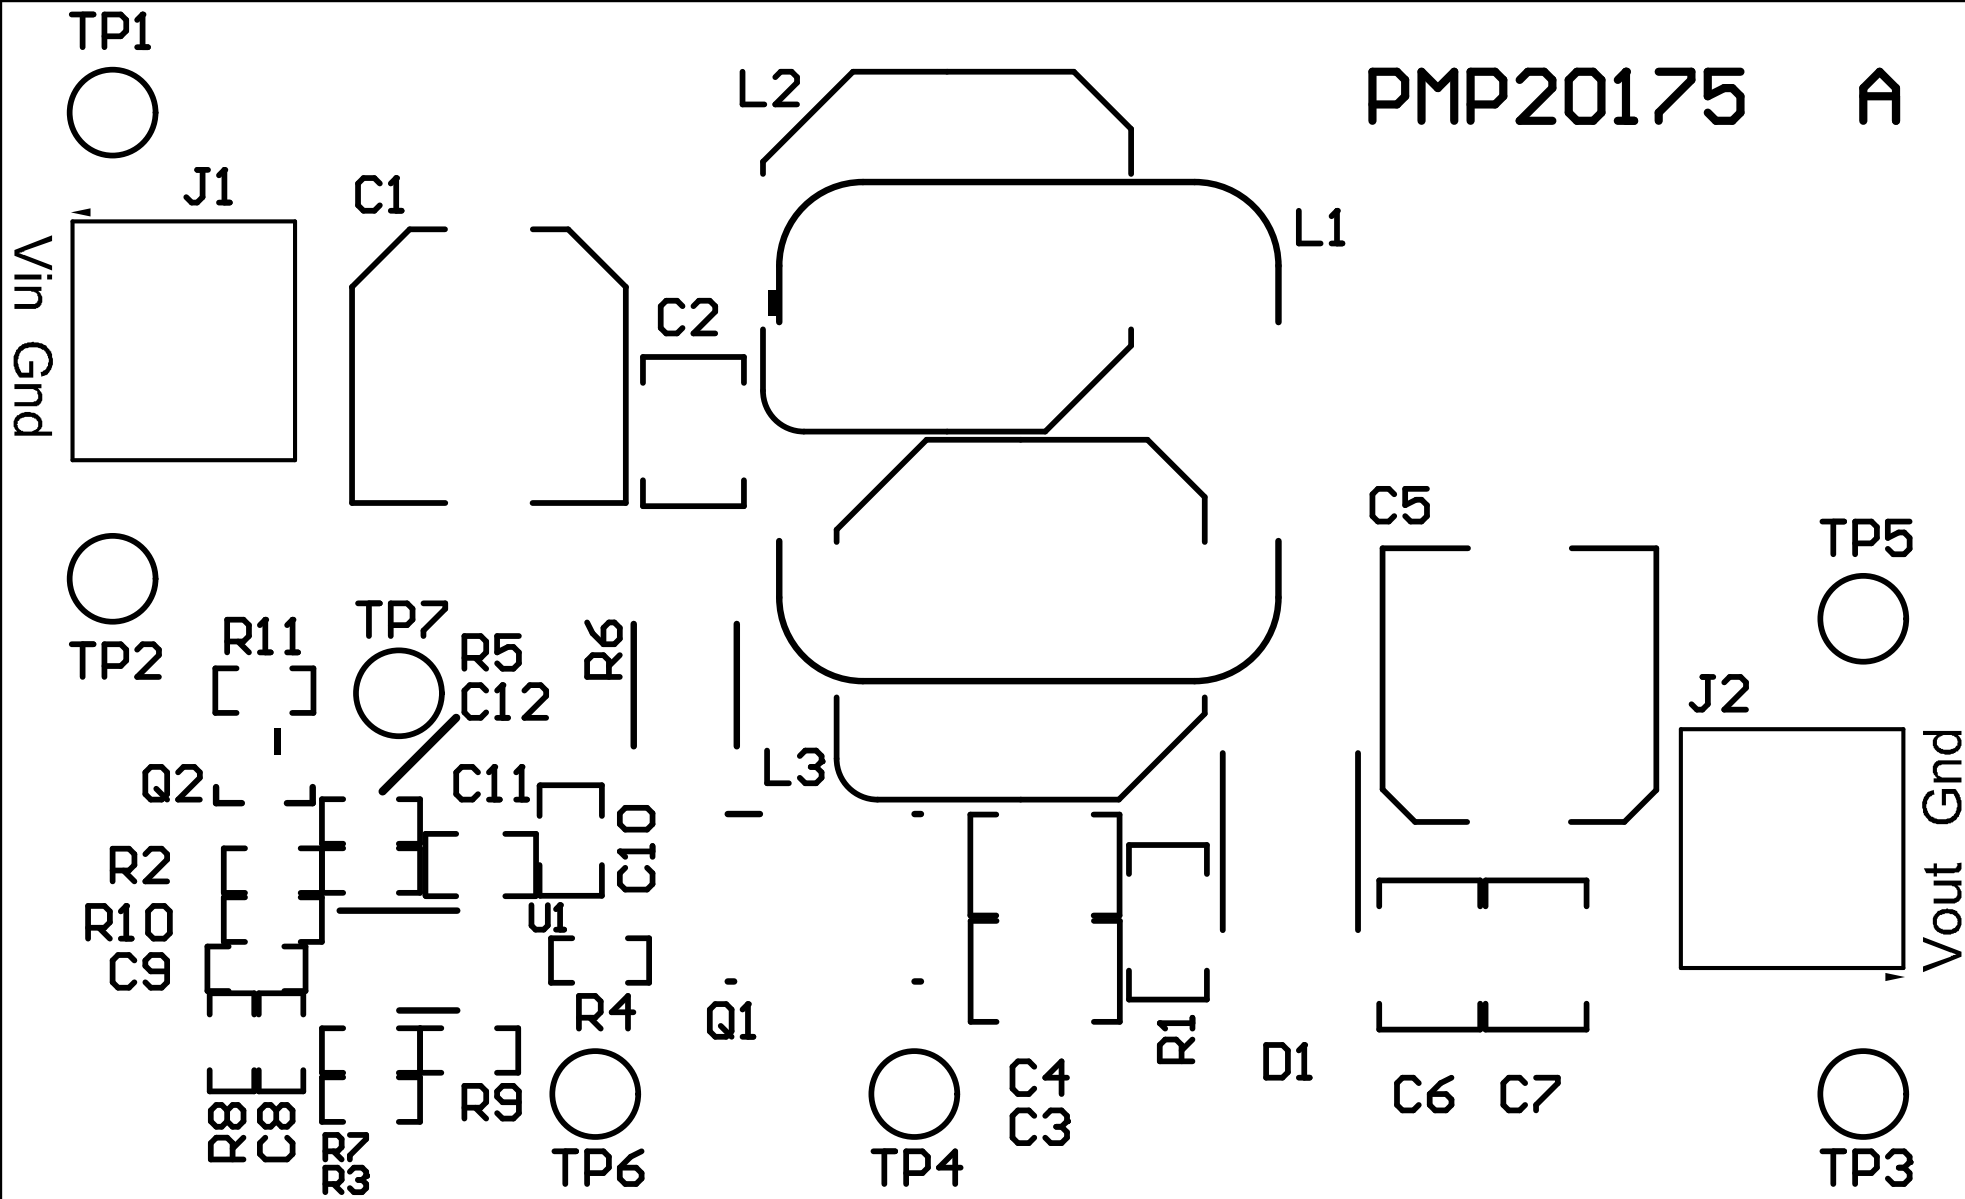 TP1
L2
PMP20175 A
J1
C1
L1
Vin Gnd
C2
C5
TP5
TP7
R11
R5
R6
TP2
C12
J2
L3
Q2
C11
Vout Gnd
C10
R2
R10
U1
C9
R4
Q1
R1
D1
C4
C6
C7
R9
C3
R8
C8
R7
R3
TP6
TP4
TP3